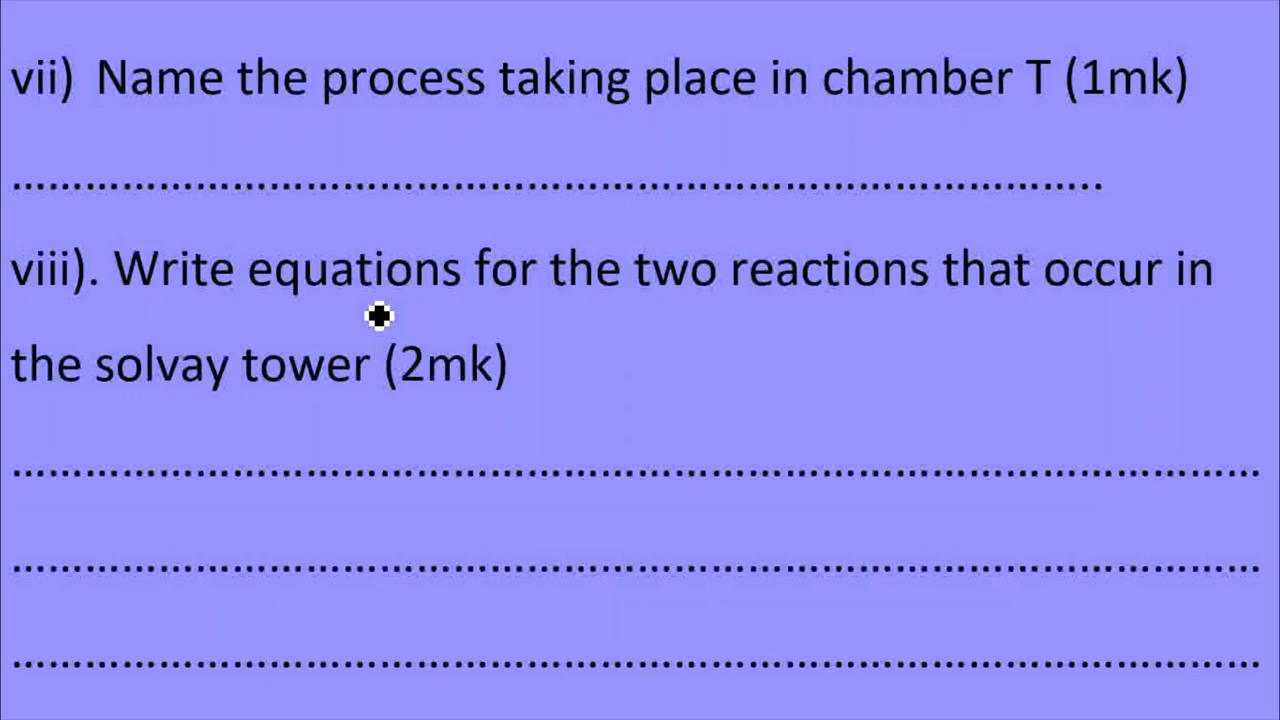 vii) Name the process taking place in chamber T (1mk)
………………………………………………………………………………..
viii). Write equations for the two reactions that occur in
the solvay tower (2mk)
……………………………………………………………………………………………
……………………………………………………………………………………………
……………………………………………………………………………………………